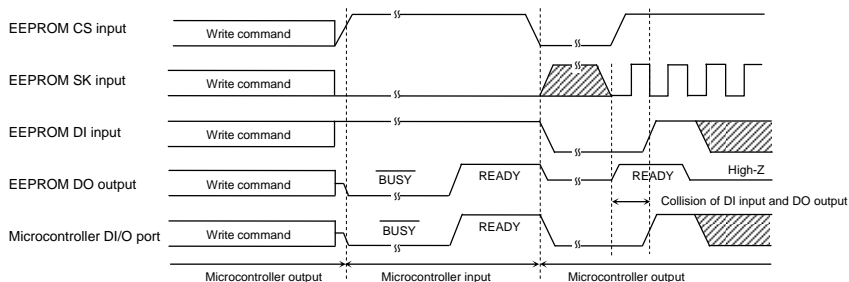 EEPROM CS input
Write command
EEPROM SK input
Write command
EEPROM DI input
Write command
EEPROM DO output
Write command
BUSY
READY
READY
High-Z
Collision of DI input and DO output
Microcontroller DI/O port
Write command
BUSY
READY
Microcontroller output
Microcontroller input
Microcontroller output